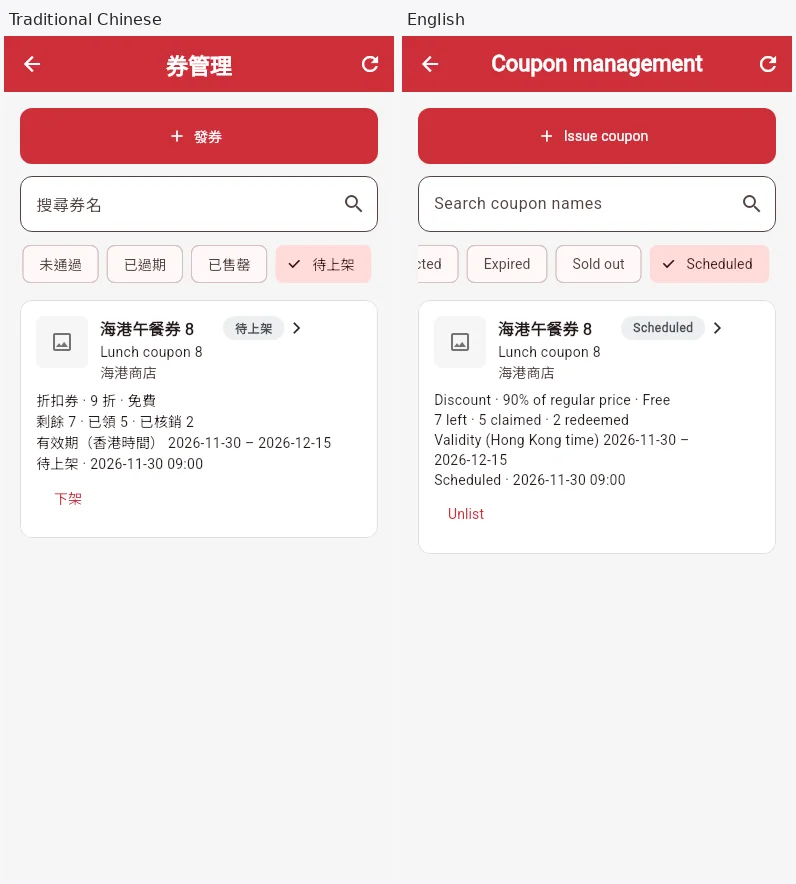 Traditional Chinese
券管理
發券
搜尋券名
未通過
已過期
已售罄
待上架
海港午餐券 8
待上架
Lunch coupon 8
海港商店
折扣券 · 9 折 · 免費
剩餘 7 · 已領 5 · 已核銷 2
有效期（香港時間） 2026-11-30 – 2026-12-15
待上架 · 2026-11-30 09:00
下架
English
Coupon management
Issue coupon
Search coupon names
cted
Expired
Sold out
Scheduled
海港午餐券 8
Scheduled
Lunch coupon 8
海港商店
Discount · 90% of regular price · Free
7 left · 5 claimed · 2 redeemed
Validity (Hong Kong time) 2026-11-30 –
2026-12-15
Scheduled · 2026-11-30 09:00
Unlist